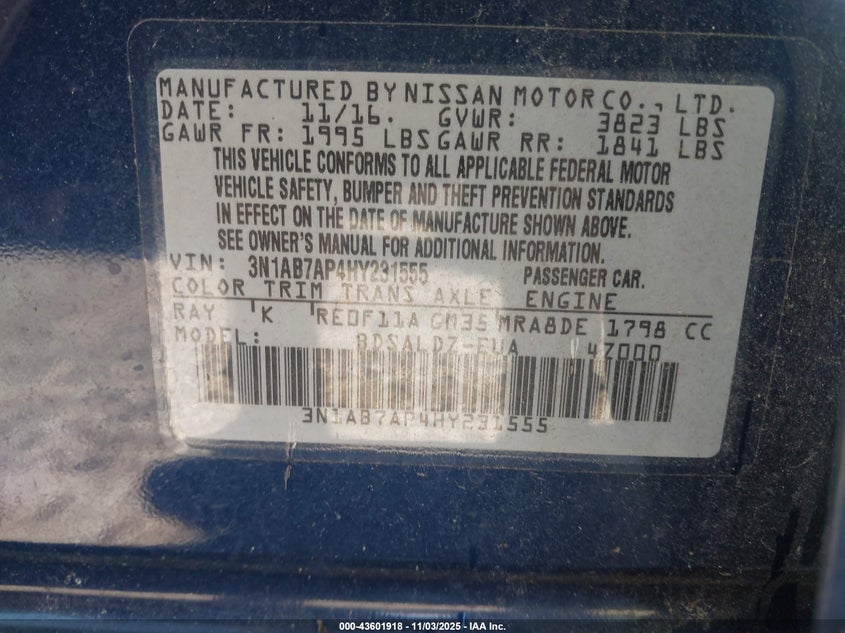 MANUFACTURED BY NISSAN MOTOR CO., LTD.
DATE: 11/16. GVWR: 3823 LBS
GAWR FR: 1995 LBS GAWR RR: 1841 LBS
THIS VEHICLE CONFORMS TO ALL APPLICABLE FEDERAL MOTOR
VEHICLE SAFETY, BUMPER AND THEFT PREVENTION STANDARDS
IN EFFECT ON THE DATE OF MANUFACTURE SHOWN ABOVE.
SEE OWNER'S MANUAL FOR ADDITIONAL INFORMATION.
VIN: 3N1AB7AP4HY231555 PASSENGER CAR.
COLOR TRIM TRANS AXLE ENGINE
RAY K RE0F11A GM35 MRA8DE 1798 CC
MODEL: BDSALDZ-EUA 4Z000
3N1AB7AP4HY231555
000-43601918 - 11/03/2025 - IAA Inc.